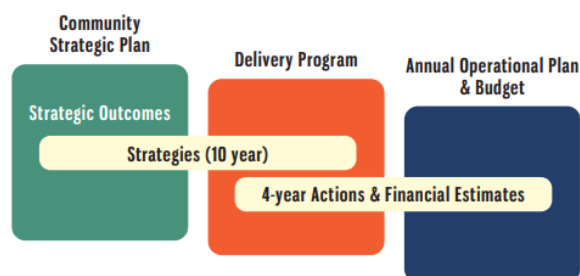 Community
Strategic Plan
Delivery Program
Annual Operational Plan
& Budget
Strategic Outcomes
Strategies (10 year)
4-year Actions & Financial Estimates